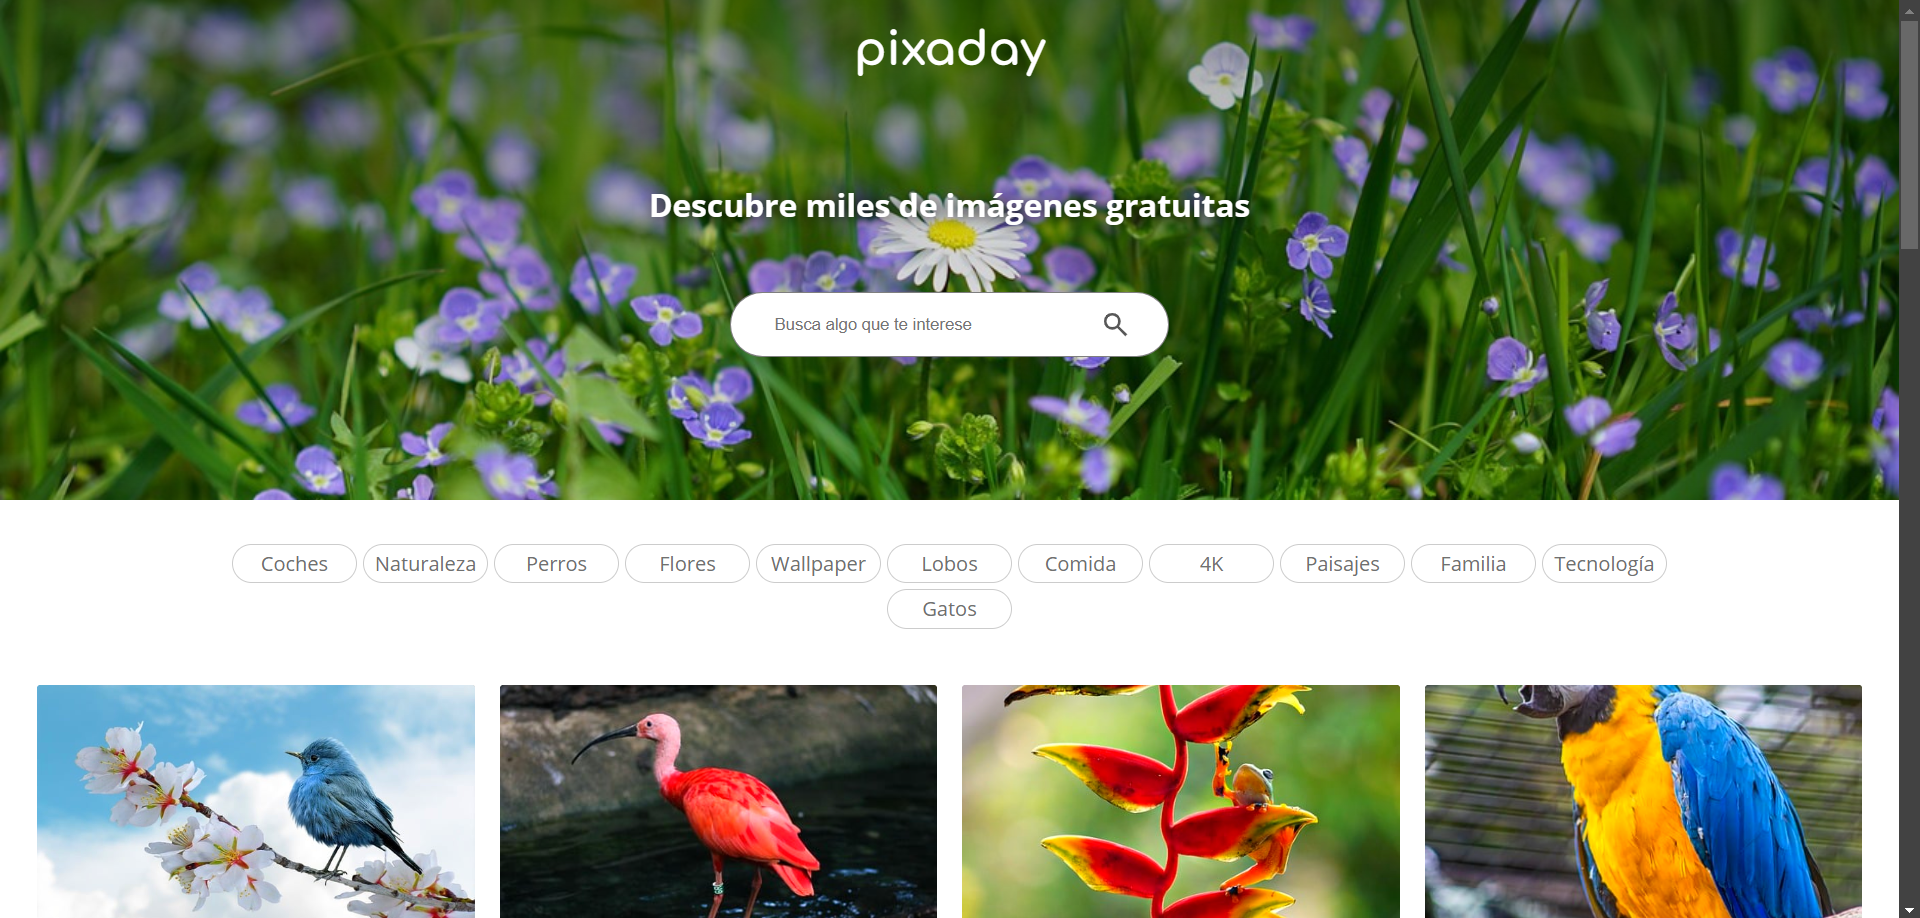 pixaday
Descubre miles de imágenes gratuitas
Busca algo que te interese
Coches Naturaleza Perros Flores Wallpaper Lobos Comida 4K Paisajes Familia Tecnología
Gatos